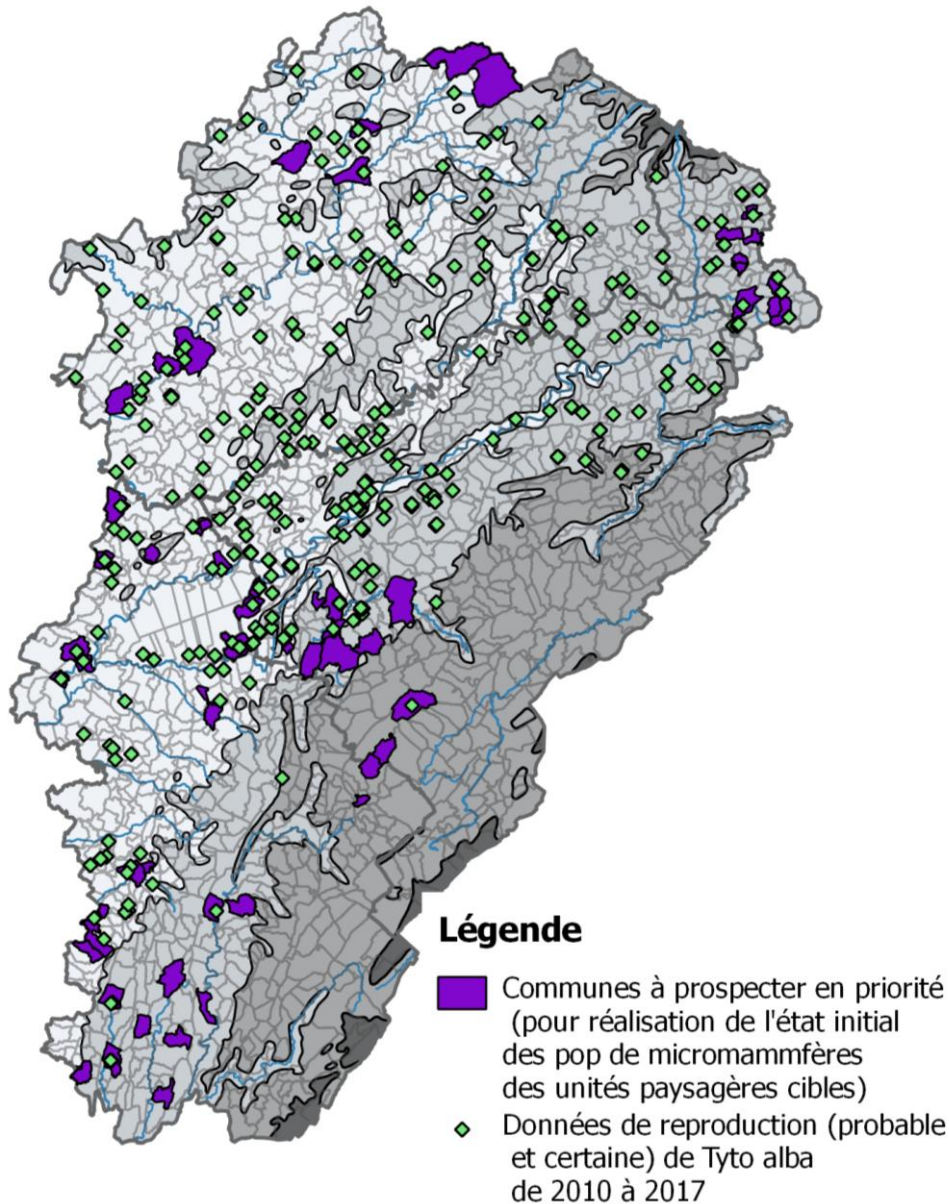 Légende
Communes à prospecter en priorité
(pour réalisation de l'état initial
des pop de micromammfères
des unités paysagères cibles)
Données de reproduction (probable
et certaine) de Tyto alba
de 2010 à 2017